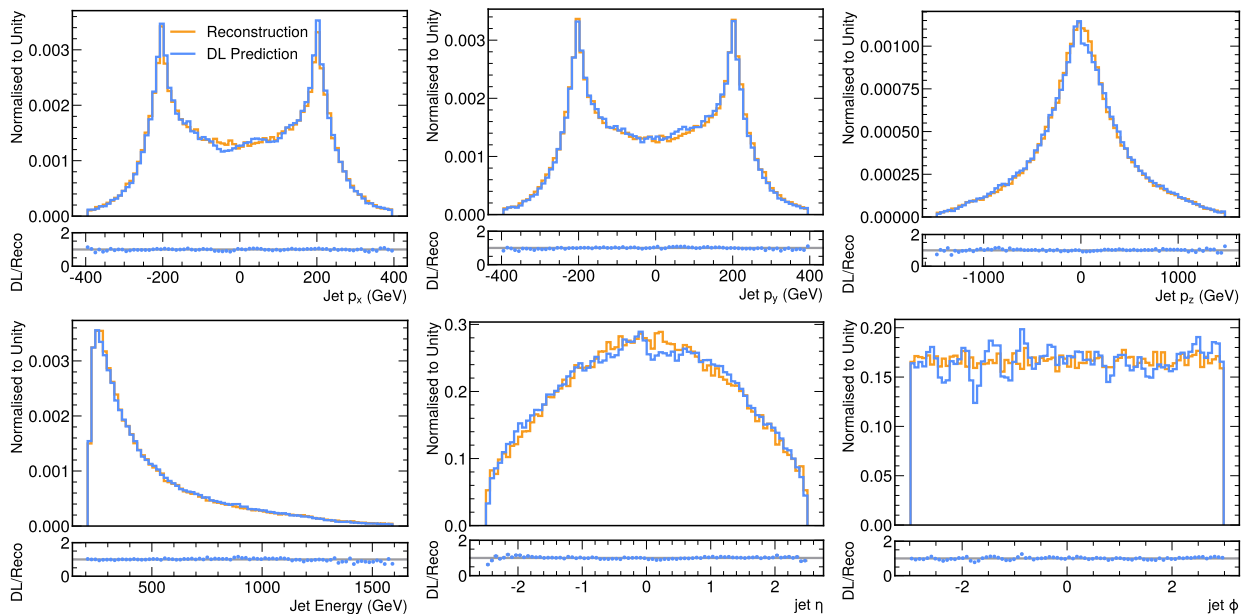 Normalised to Unity
Reconstruction
DL Prediction
0.003
0.002
0.001
0.000
DL/Reco
2
0
-400 -200 0 200 400
Jet px (GeV)
Normalised to Unity
0.003
0.002
0.001
0.000
DL/Reco
2
0
-400 -200 0 200 400
Jet py (GeV)
Normalised to Unity
0.00100
0.00075
0.00050
0.00025
0.00000
DL/Reco
2
0
-1000 0 1000
Jet pz (GeV)
Normalised to Unity
0.003
0.002
0.001
0.000
DL/Reco
2
0
500 1000 1500
Jet Energy (GeV)
Normalised to Unity
0.3
0.2
0.1
0.0
DL/Reco
2
0
-2 -1 0 1 2
jet η
Normalised to Unity
0.20
0.15
0.10
0.05
0.00
DL/Reco
2
0
-2 0 2
jet ϕ